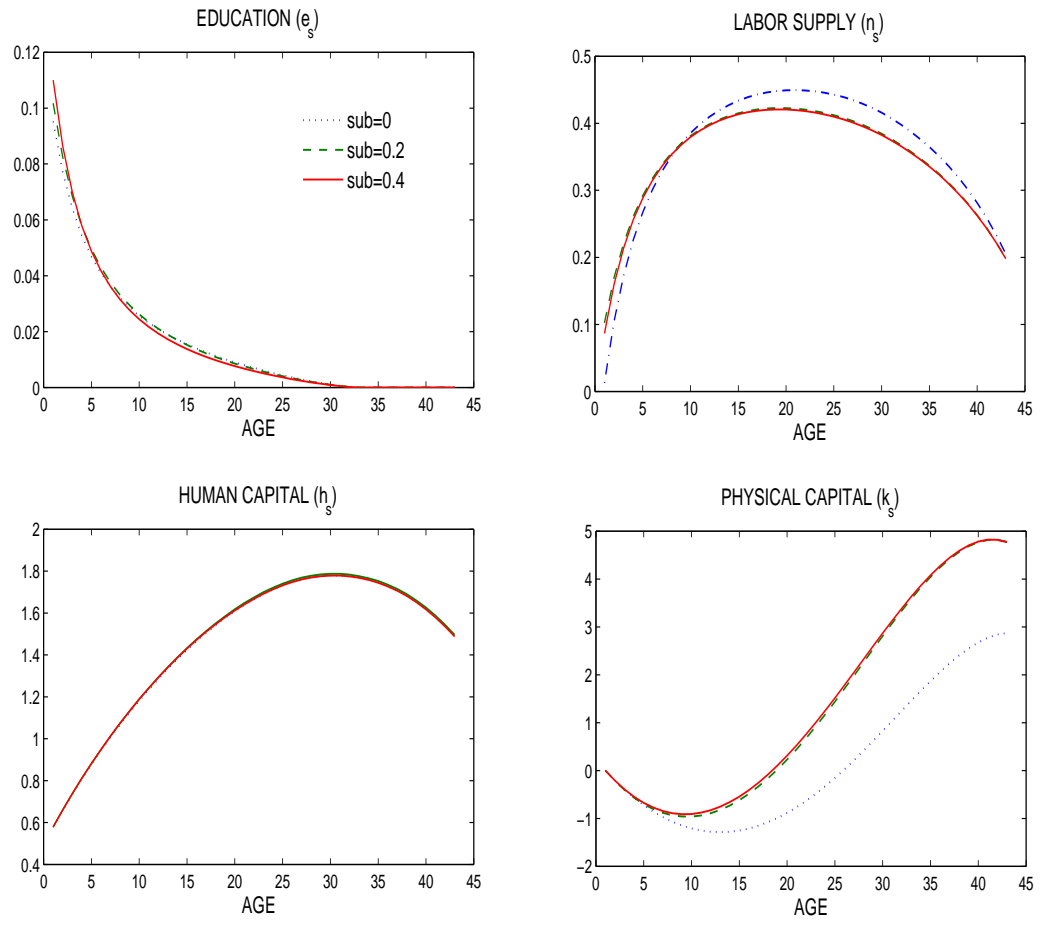 EDUCATION (e_s)
0.12
0.1
0.08
0.06
0.04
0.02
0
0 5 10 15 20 25 30 35 40 45
AGE
sub=0
sub=0.2
sub=0.4
LABOR SUPPLY (n_s)
0.5
0.4
0.3
0.2
0.1
0
0 5 10 15 20 25 30 35 40 45
AGE
HUMAN CAPITAL (h_s)
2
1.8
1.6
1.4
1.2
1
0.8
0.6
0.4
0 5 10 15 20 25 30 35 40 45
AGE
PHYSICAL CAPITAL (k_s)
5
4
3
2
1
0
−1
−2
0 5 10 15 20 25 30 35 40 45
AGE